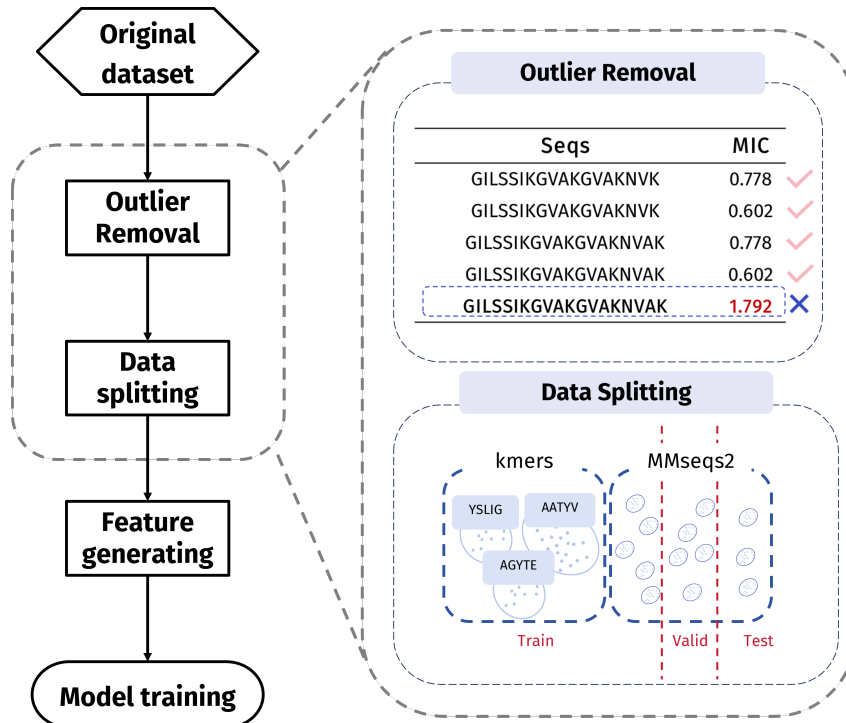 Original
dataset
Outlier
Removal
Data
splitting
Feature
generating
Model training
Outlier Removal
Seqs MIC
GILSSIKGVAKGVAKNVK 0.778
GILSSIKGVAKGVAKNVK 0.602
GILSSIKGVAKGVAKNVAK 0.778
GILSSIKGVAKGVAKNVAK 0.602
GILSSIKGVAKGVAKNVAK 1.792
Data Splitting
kmers MMseqs2
YSLIG AATYV
AGYTE
Train Valid Test